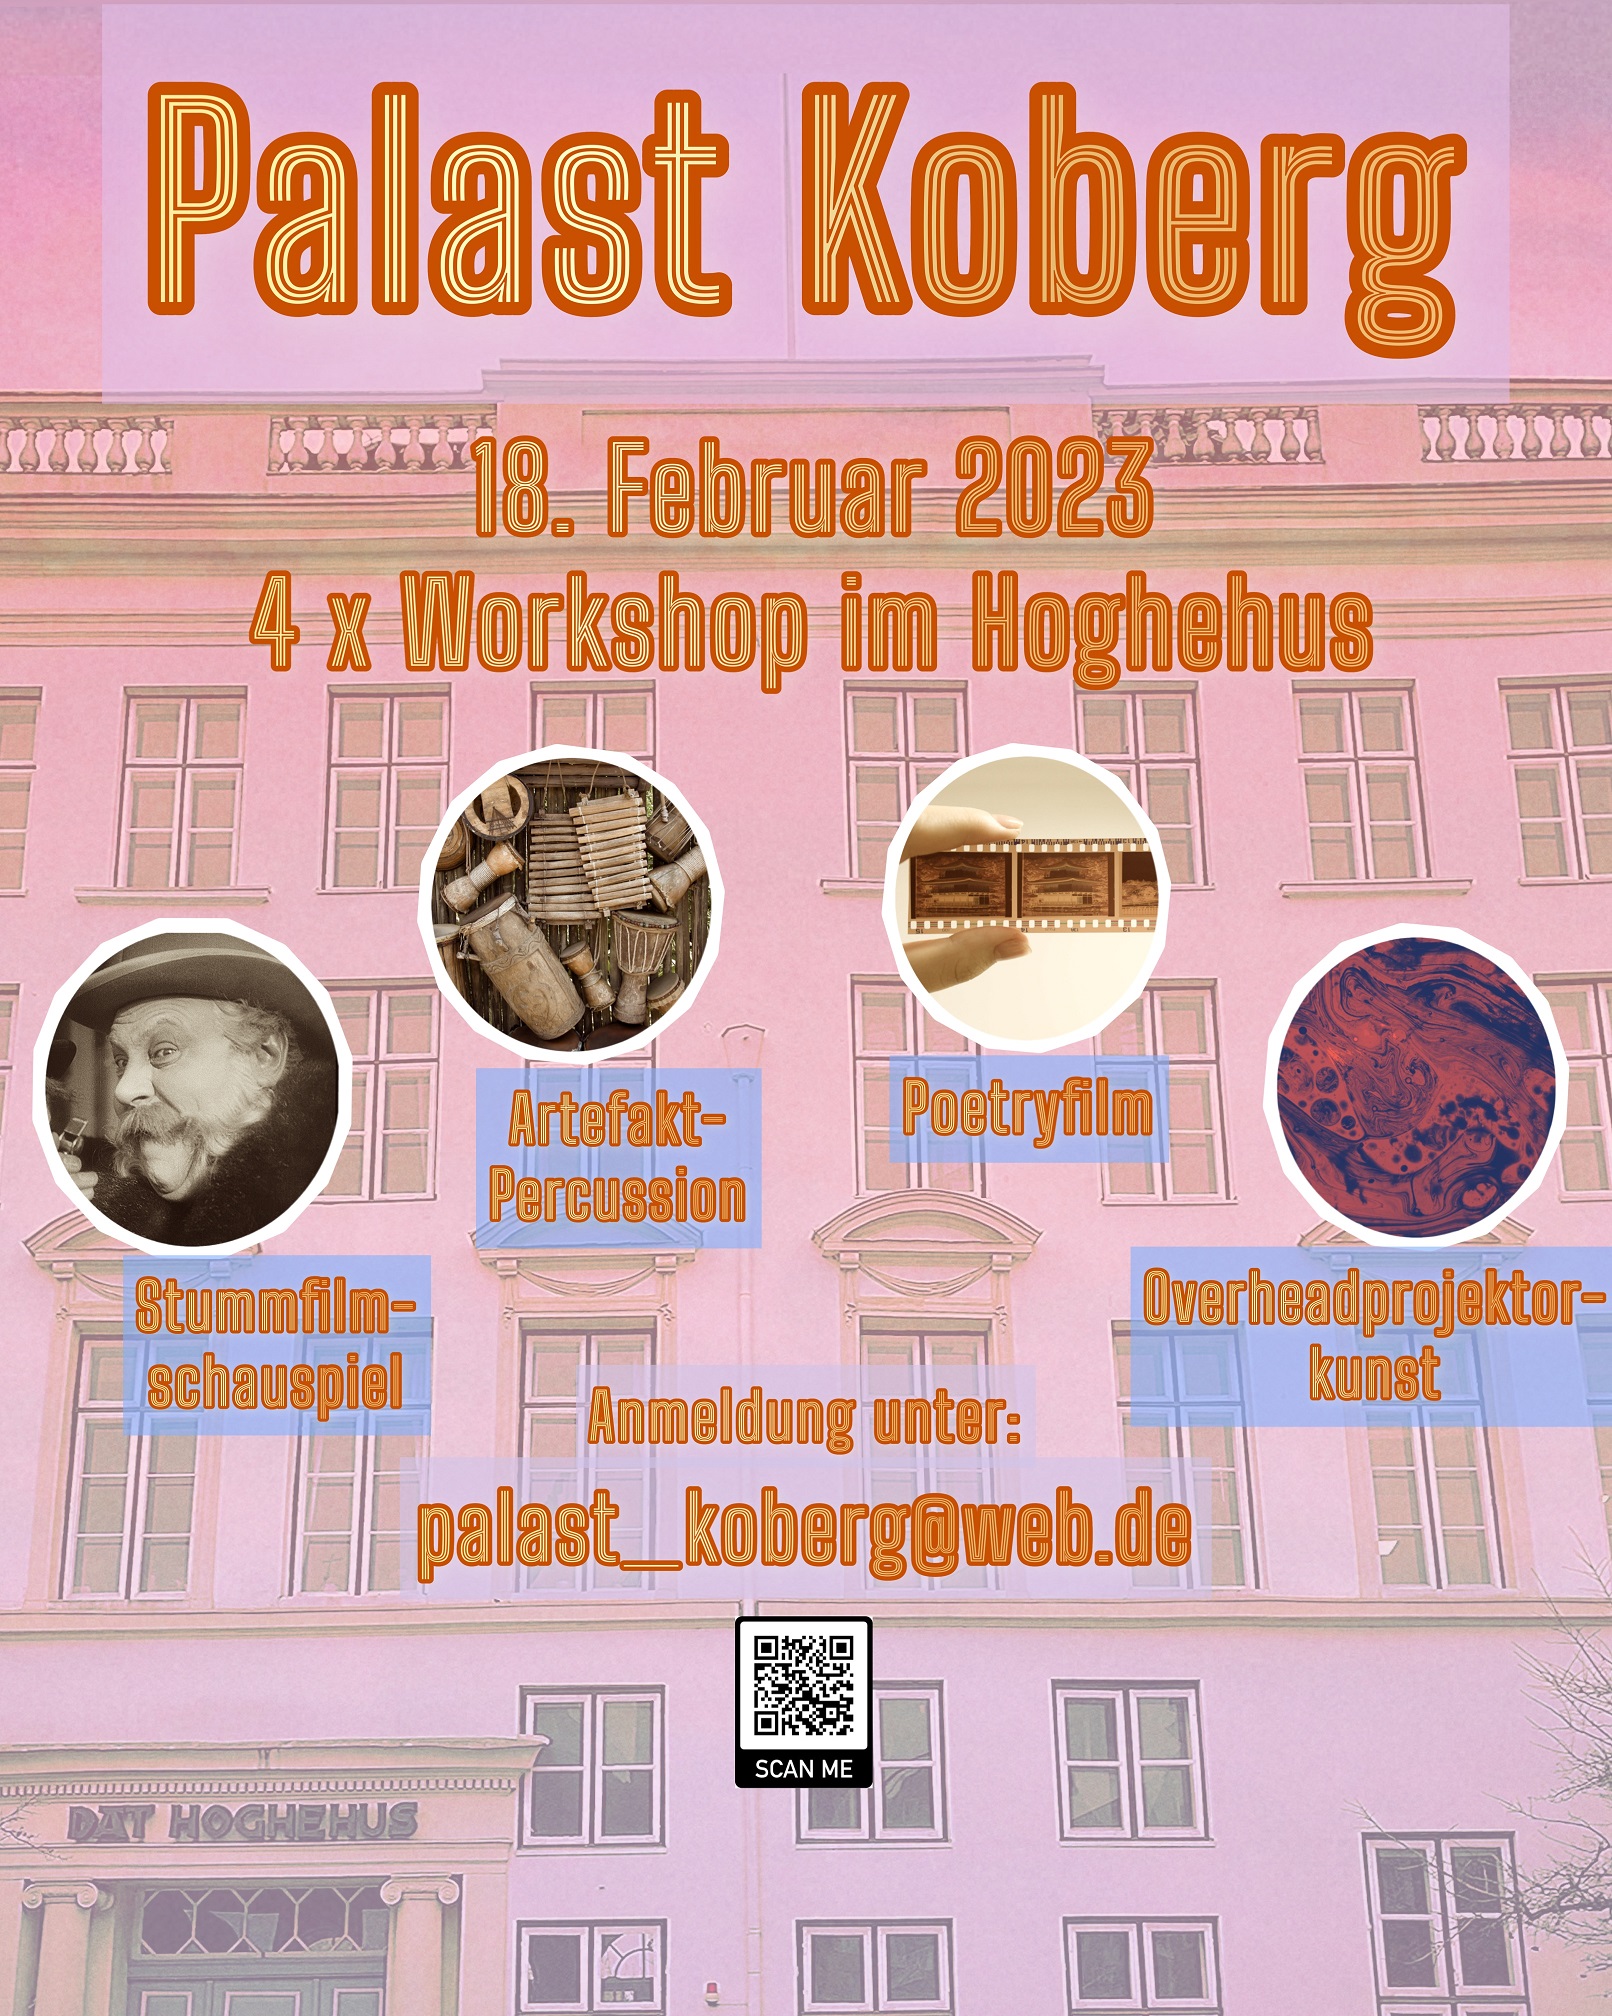 Palast Koberg
18. Februar 2023
4 x Workshop im Hoghehus
Artefakt-
Percussion
Poetryfilm
Stummfilm-
schauspiel
Overheadprojektor-
kunst
Anmeldung unter:
palast_koberg@web.de
SCAN ME
DAT HOGHEHUS